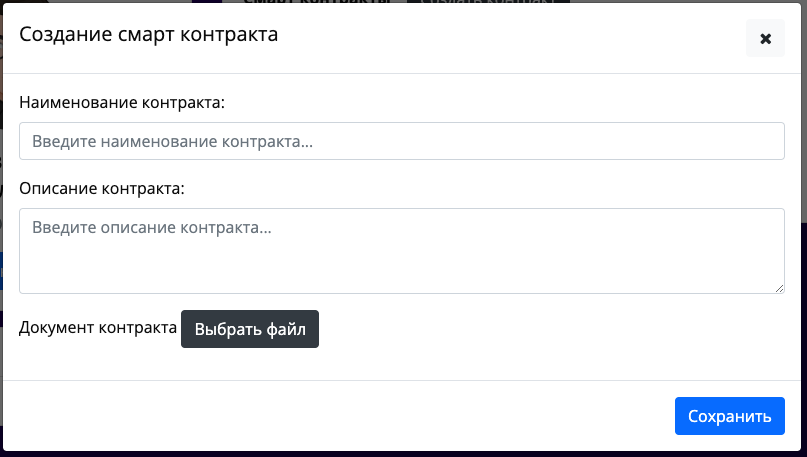 Создание смарт контракта
Наименование контракта:
Введите наименование контракта...
Описание контракта:
Введите описание контракта...
Документ контракта Выбрать файл
Сохранить